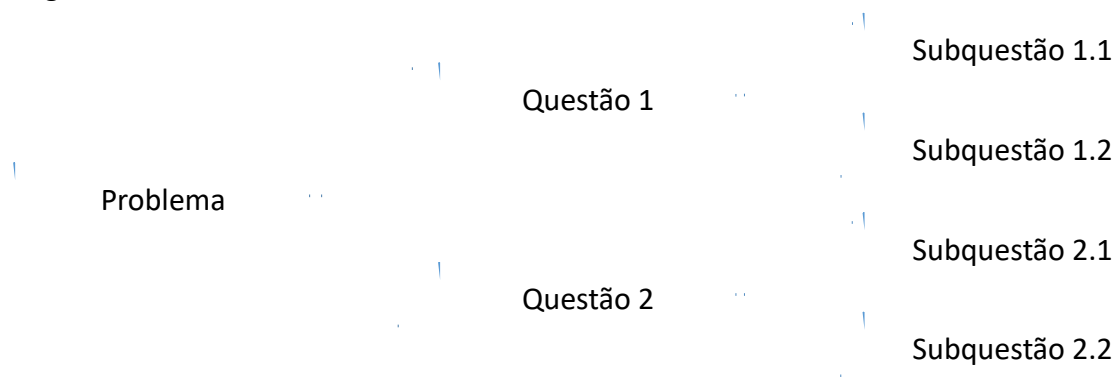 Problema
Questão 1
Subquestão 1.1
Subquestão 1.2
Questão 2
Subquestão 2.1
Subquestão 2.2